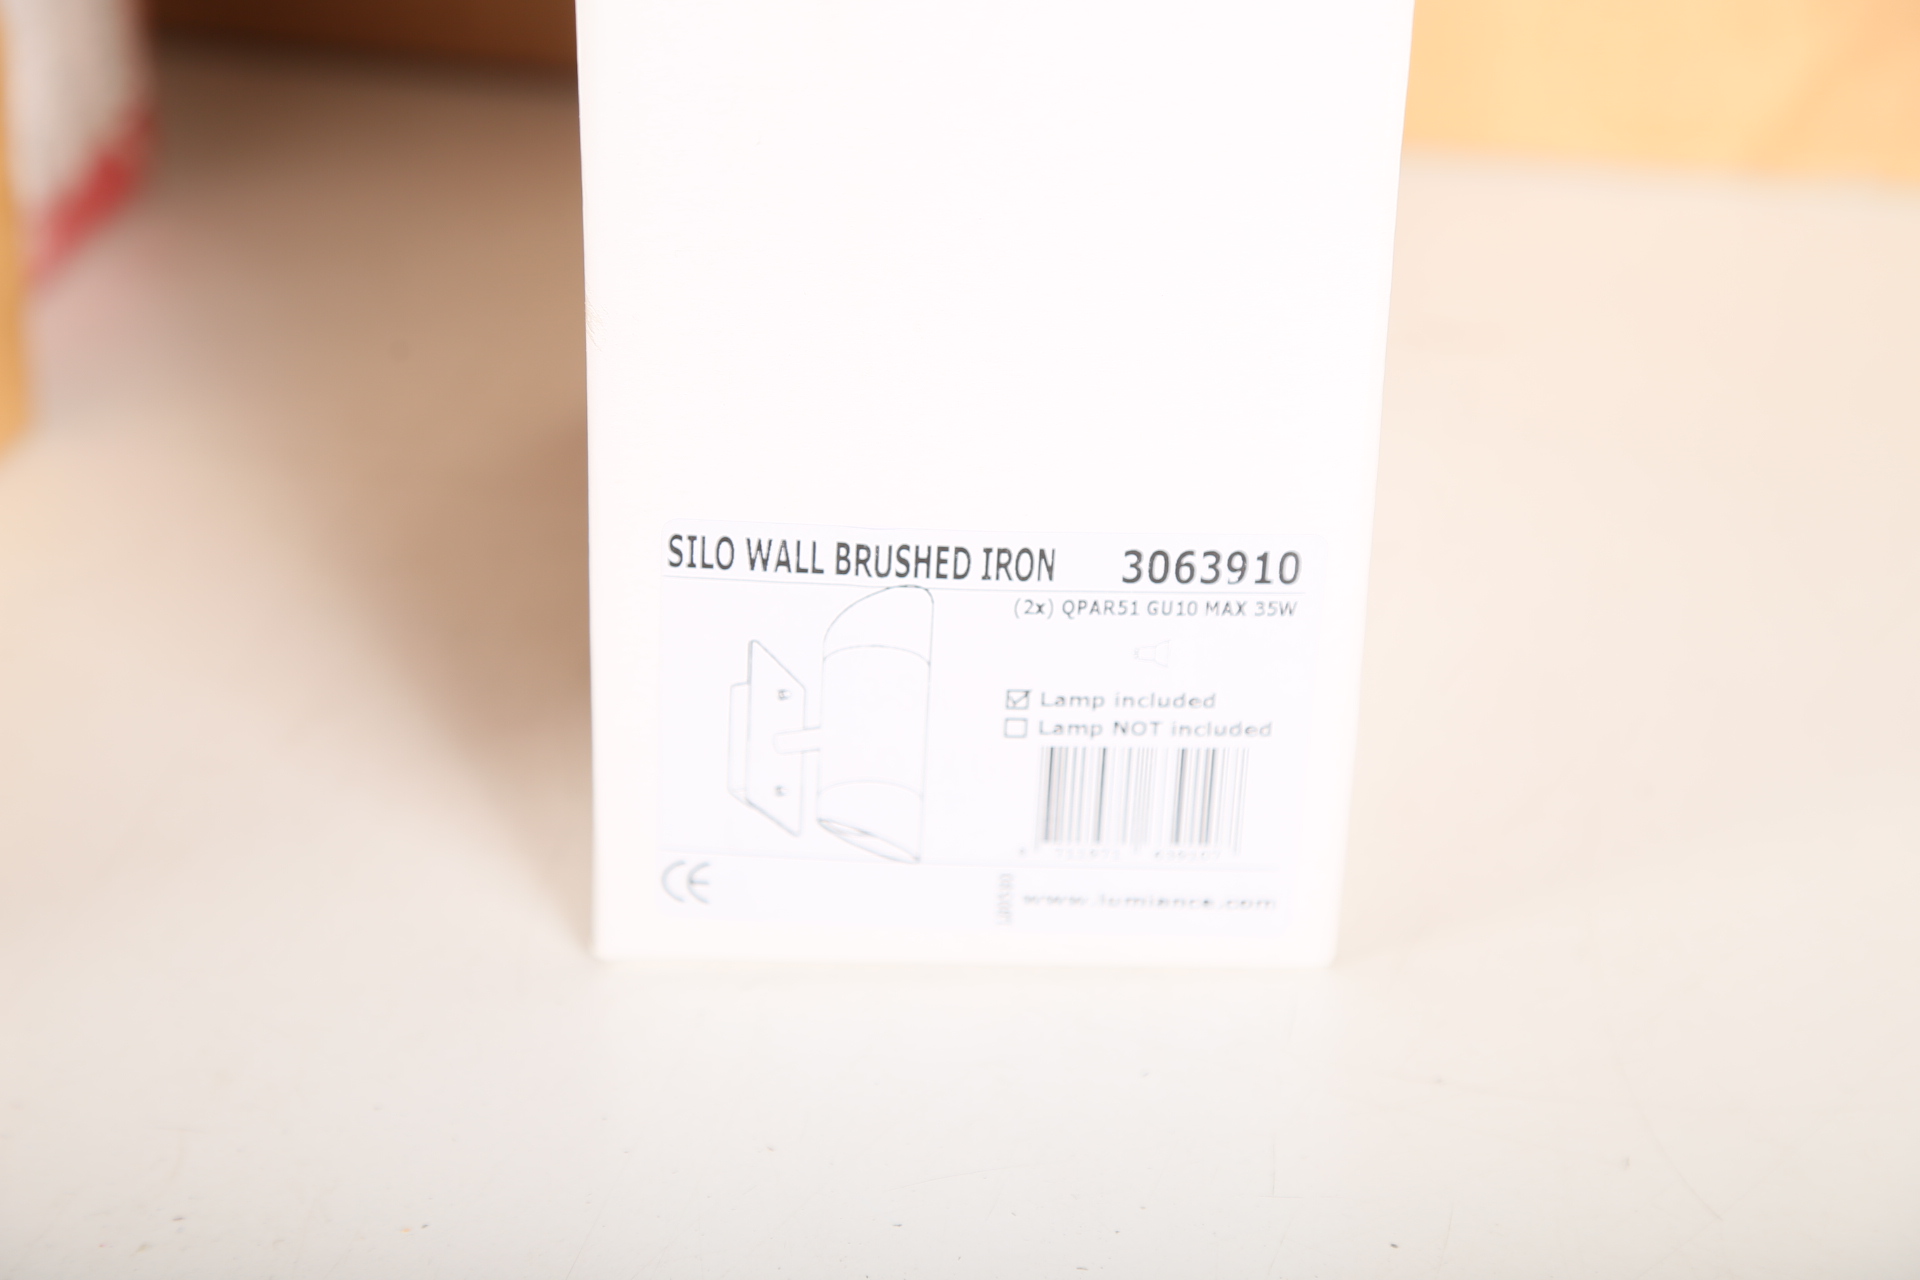 SILO WALL BRUSHED IRON 3063910
(2x) QPAR51 GU10 MAX 35W
Lamp included
Lamp NOT included
CE
www.lumiance.com